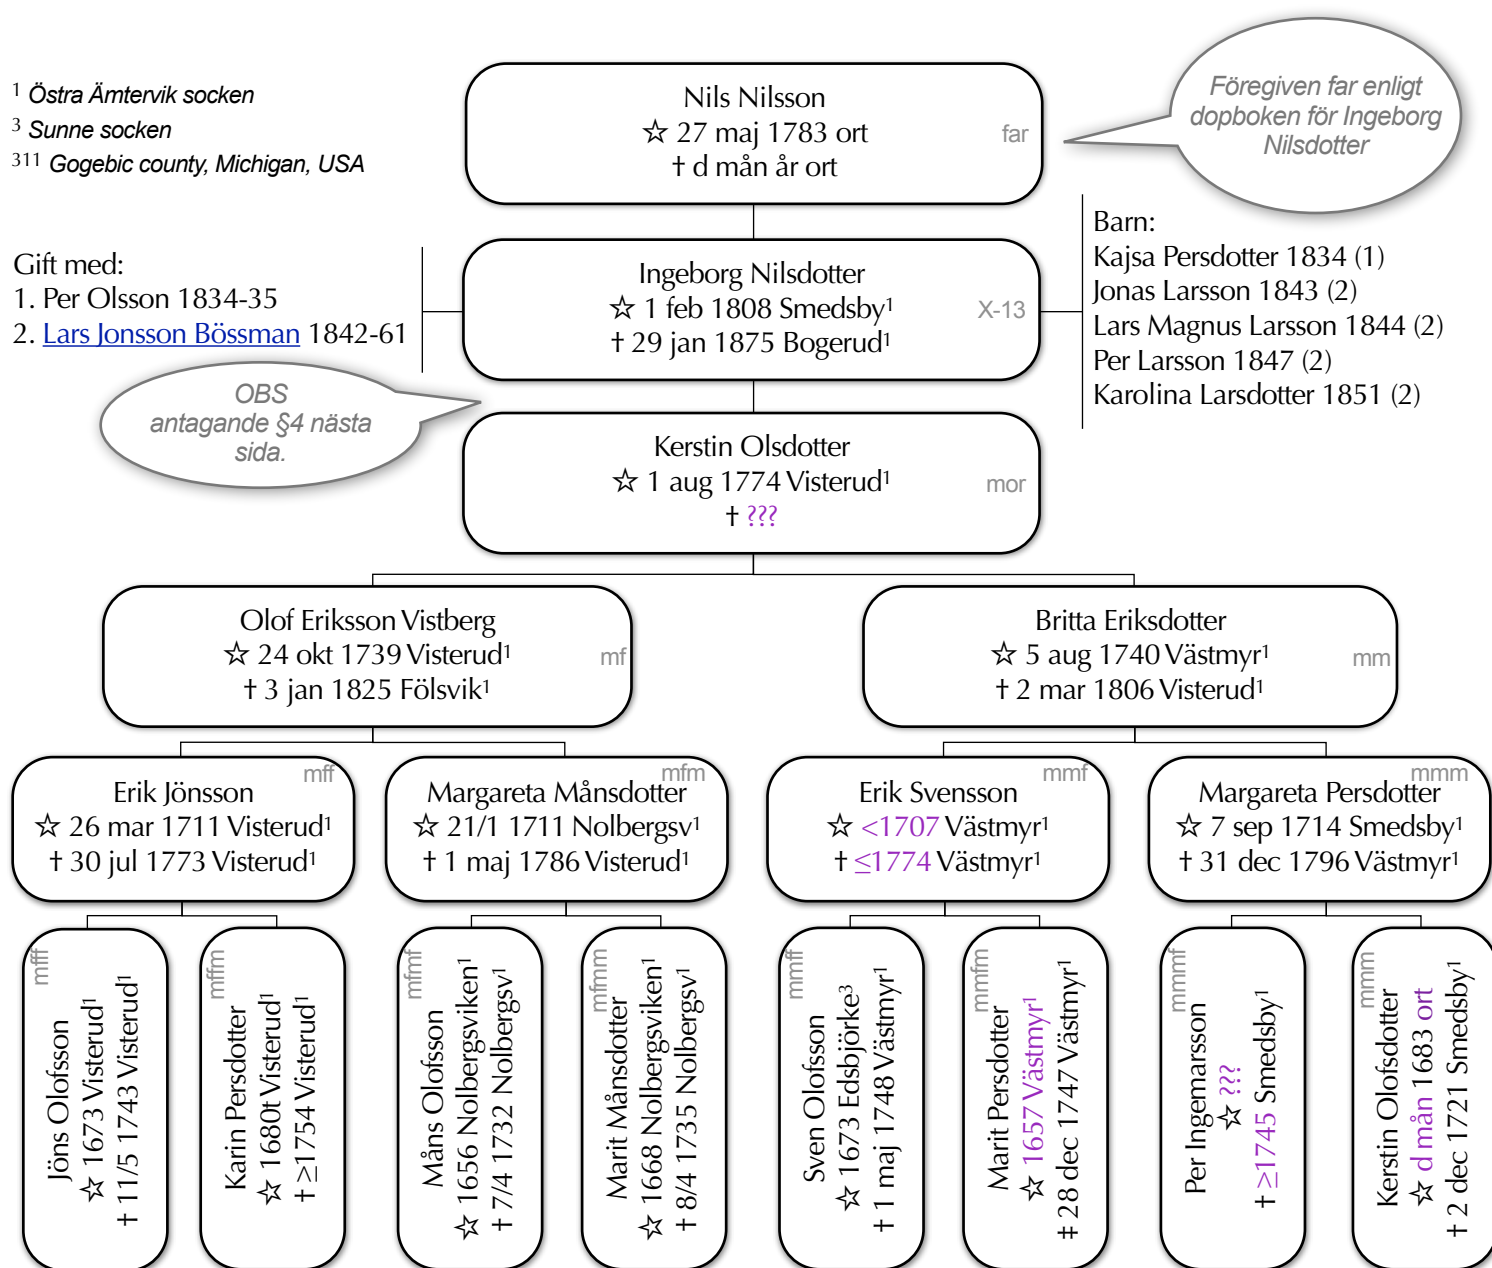 ¹ Östra Ämtervik socken
³ Sunne socken
³¹¹ Gogebic county, Michigan, USA
Nils Nilsson
☆ 27 maj 1783 ort
† d mån år ort
far
Föregiven far enligt
dopboken för Ingeborg
Nilsdotter
Gift med:
1. Per Olsson 1834-35
2. Lars Jonsson Bössman 1842-61
Ingeborg Nilsdotter
☆ 1 feb 1808 Smedsby¹
† 29 jan 1875 Bogerud¹
X-13
Barn:
Kajsa Persdotter 1834 (1)
Jonas Larsson 1843 (2)
Lars Magnus Larsson 1844 (2)
Per Larsson 1847 (2)
Karolina Larsdotter 1851 (2)
OBS
antagande §4 nästa
sida.
Kerstin Olsdotter
☆ 1 aug 1774 Visterud¹
† ???
mor
Olof Eriksson Vistberg
☆ 24 okt 1739 Visterud¹
† 3 jan 1825 Fölsvik¹
mf
Britta Eriksdotter
☆ 5 aug 1740 Västmyr¹
† 2 mar 1806 Visterud¹
mm
mff
Erik Jönsson
☆ 26 mar 1711 Visterud¹
† 30 jul 1773 Visterud¹
mfm
Margareta Månsdotter
☆ 21/1 1711 Nolbergsv¹
† 1 maj 1786 Visterud¹
mmf
Erik Svensson
☆ <1707 Västmyr¹
† ≤1774 Västmyr¹
mmm
Margareta Persdotter
☆ 7 sep 1714 Smedsby¹
† 31 dec 1796 Västmyr¹
mfff
Jöns Olofsson
☆ 1673 Visterud¹
† 11/5 1743 Visterud¹
mffm
Karin Persdotter
☆ 1680t Visterud¹
† ≥1754 Visterud¹
mfmf
Måns Olofsson
☆ 1656 Nolbergsviken¹
† 7/4 1732 Nolbergsv¹
mfmm
Marit Månsdotter
☆ 1668 Nolbergsviken¹
† 8/4 1735 Nolbergsv¹
mmff
Sven Olofsson
☆ 1673 Edsbjörke³
† 1 maj 1748 Västmyr¹
mmfm
Marit Persdotter
☆ 1657 Västmyr¹
‡ 28 dec 1747 Västmyr¹
mmmf
Per Ingemarsson
☆ ???
† ≥1745 Smedsby¹
mmm
Kerstin Olofsdotter
☆ d mån 1683 ort
† 2 dec 1721 Smedsby¹